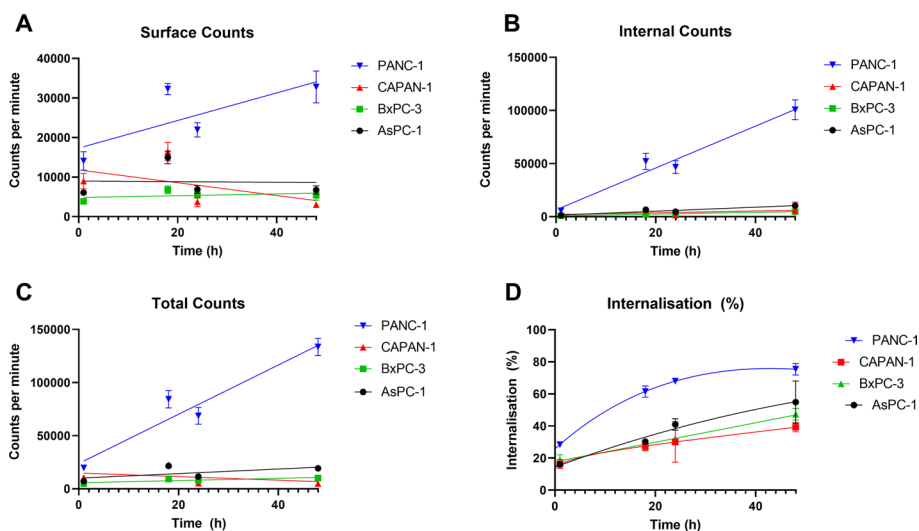 A
Surface Counts
Counts per minute
40000
30000
20000
10000
0
0
20
40
Time (h)
PANC-1
CAPAN-1
BxPC-3
AsPC-1
B
Internal Counts
Counts per minute
150000
100000
50000
0
0
20
40
Time (h)
PANC-1
CAPAN-1
BxPC-3
AsPC-1
C
Total Counts
Counts per minute
150000
100000
50000
0
0
20
40
Time (h)
PANC-1
CAPAN-1
BxPC-3
AsPC-1
D
Internalisation (%)
Internalisation (%)
100
80
60
40
20
0
0
20
40
Time (h)
PANC-1
CAPAN-1
BxPC-3
AsPC-1